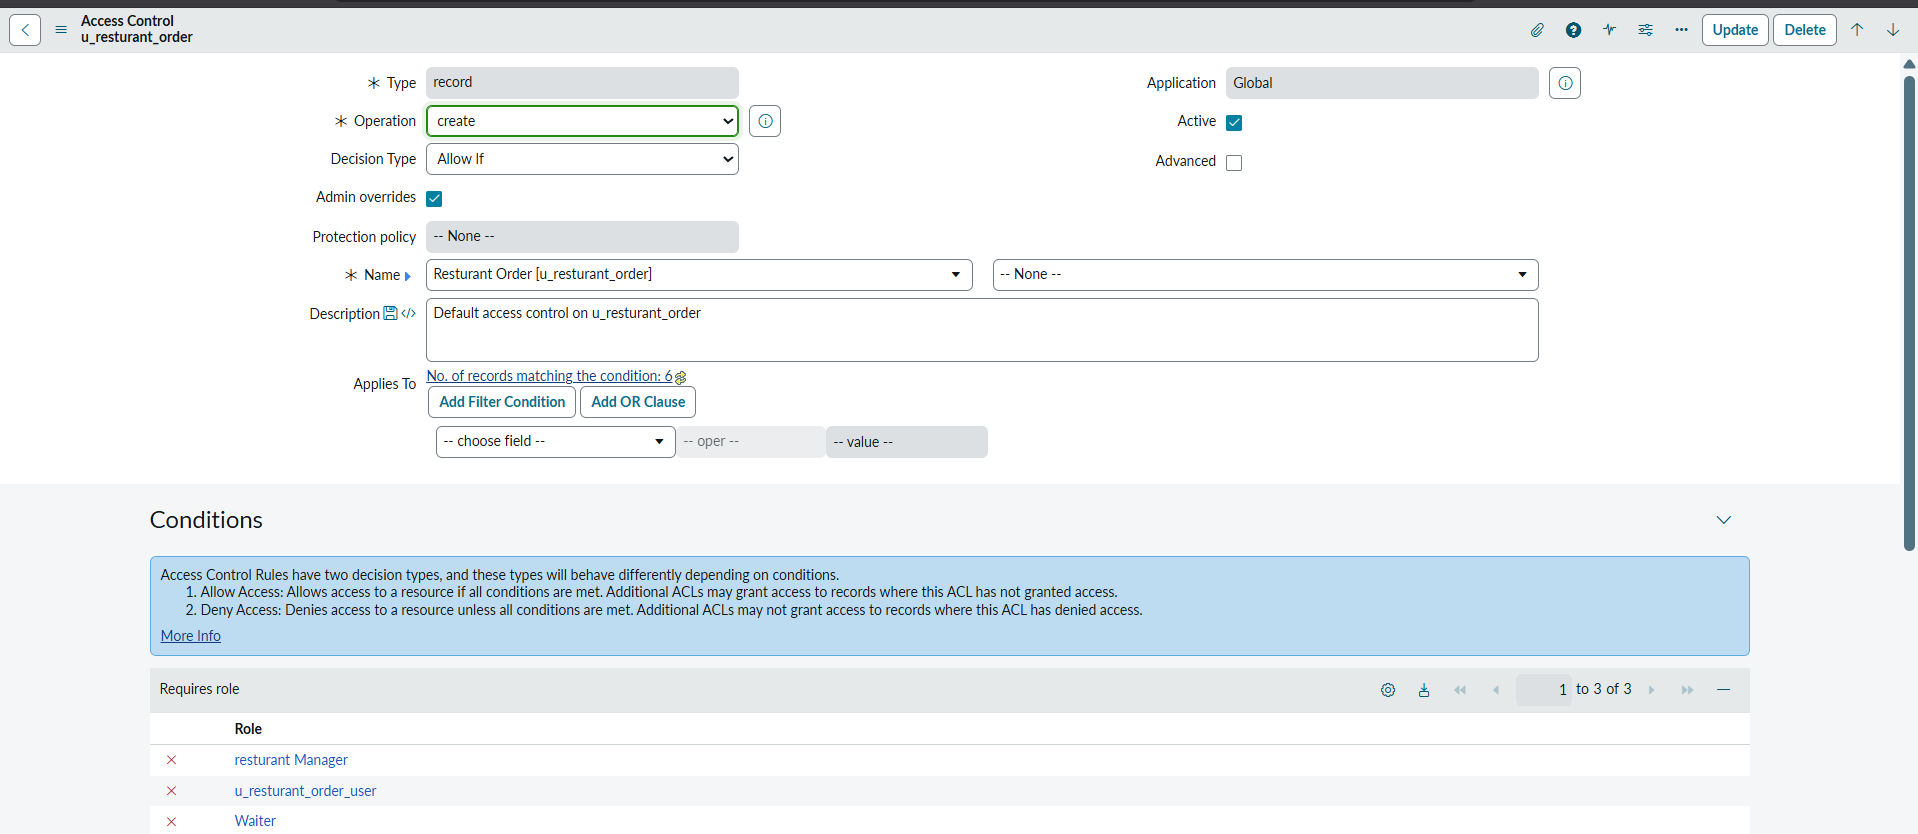 Access Control
u_resturant_order
Update
Delete
Type
record
Application
Global
Operation
create
Active
Decision Type
Allow If
Advanced
Admin overrides
Protection policy
-- None --
Name
Resturant Order [u_resturant_order]
-- None --
Description
Default access control on u_resturant_order
Applies To
No. of records matching the condition: 6
Add Filter Condition
Add OR Clause
-- choose field --
-- oper --
-- value --
Conditions
Access Control Rules have two decision types, and these types will behave differently depending on conditions.
1. Allow Access: Allows access to a resource if all conditions are met. Additional ACLs may grant access to records where this ACL has not granted access.
2. Deny Access: Denies access to a resource unless all conditions are met. Additional ACLs may not grant access to records where this ACL has denied access.
More Info
Requires role
1 to 3 of 3
Role
resturant Manager
u_resturant_order_user
Waiter